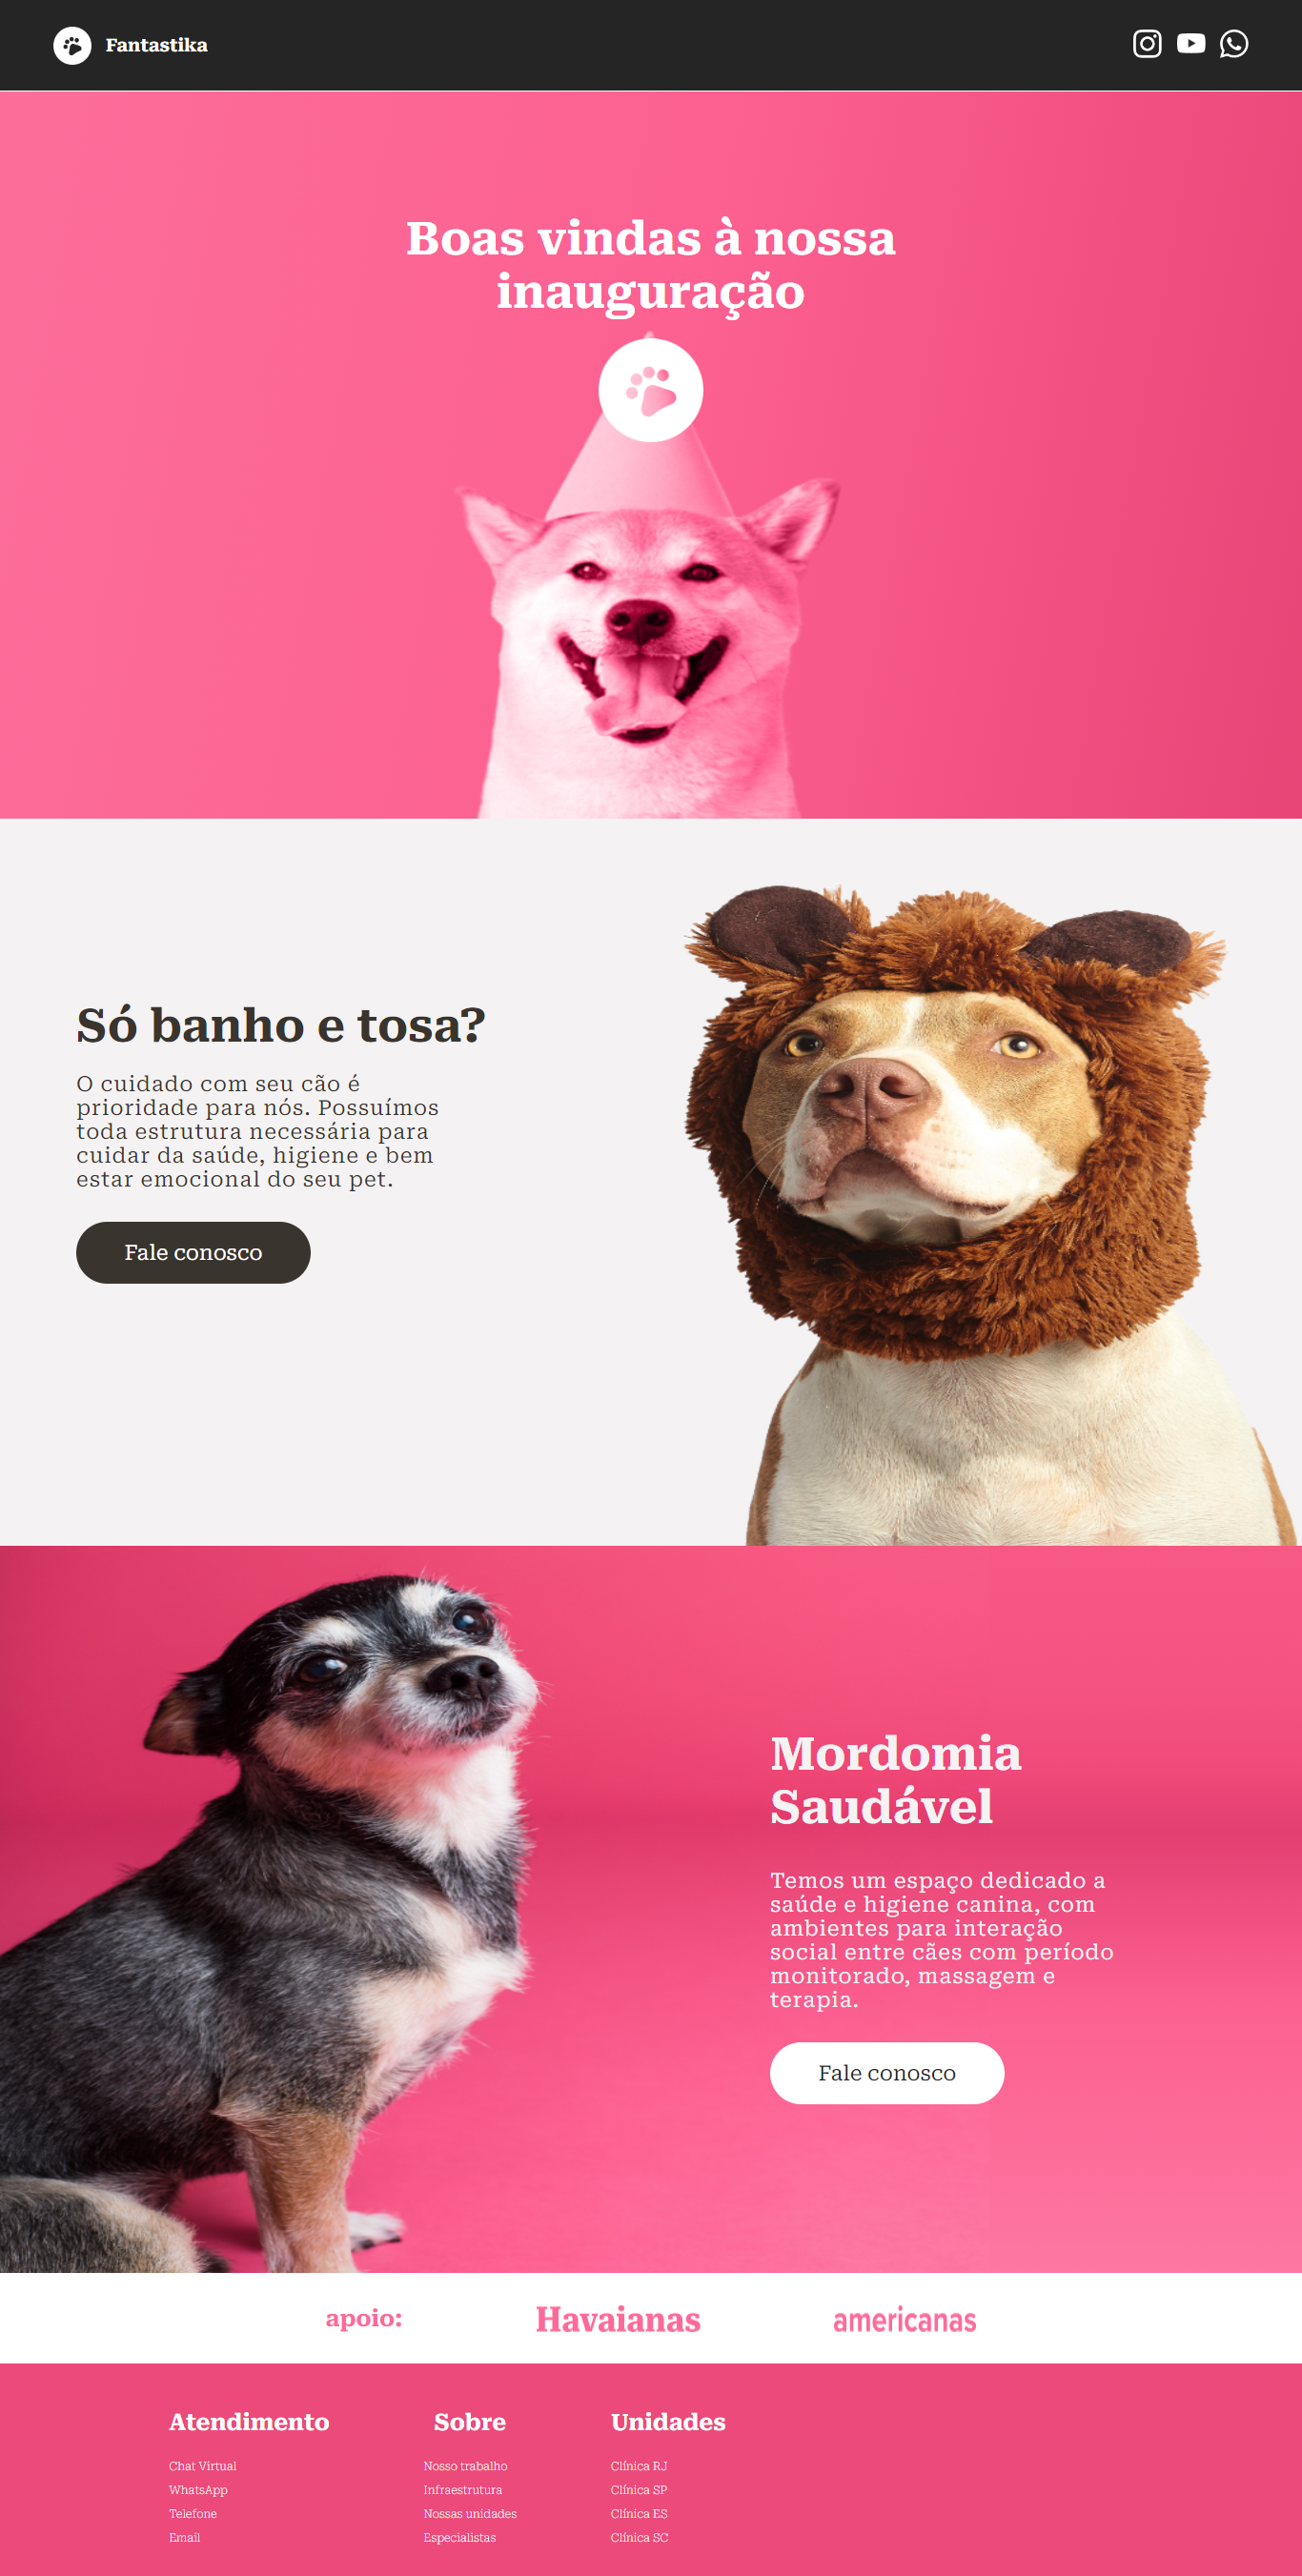 Fantastika
Boas vindas à nossa
inauguração
Só banho e tosa?
O cuidado com seu cão é
prioridade para nós. Possuímos
toda estrutura necessária para
cuidar da saúde, higiene e bem
estar emocional do seu pet.
Fale conosco
Mordomia
Saudável
Temos um espaço dedicado a
saúde e higiene canina, com
ambientes para interação
social entre cães com período
monitorado, massagem e
terapia.
Fale conosco
apoio:
Havaianas
americanas
Atendimento
Chat Virtual
WhatsApp
Telefone
Email
Sobre
Nosso trabalho
Infraestrutura
Nossas unidades
Especialistas
Unidades
Clínica RJ
Clínica SP
Clínica ES
Clínica SC